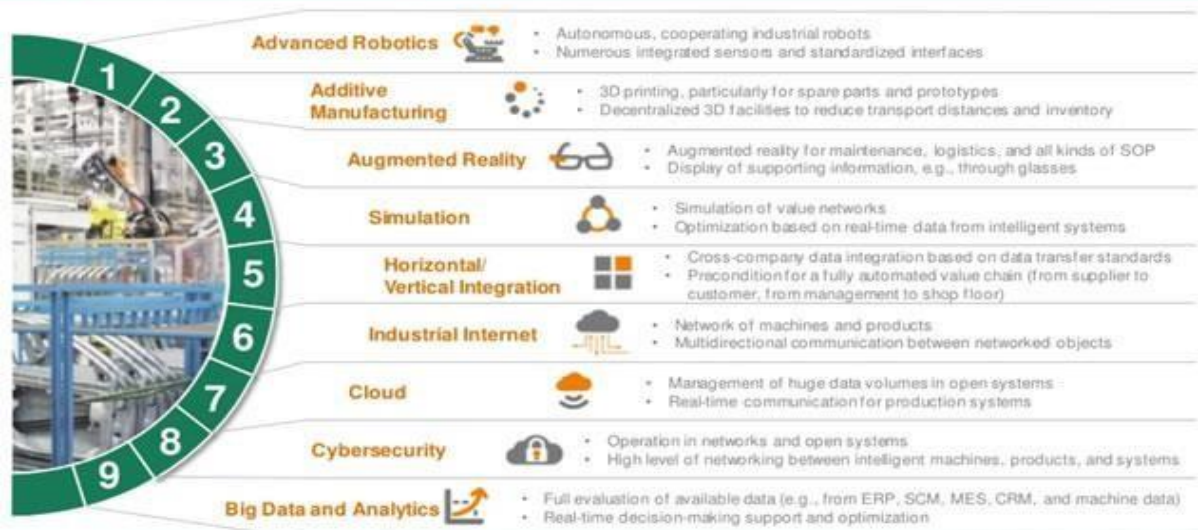 1
Advanced Robotics
• Autonomous, cooperating industrial robots
• Numerous integrated sensors and standardized interfaces
2
Additive
Manufacturing
• 3D printing, particularly for spare parts and prototypes
• Decentralized 3D facilities to reduce transport distances and inventory
3
Augmented Reality
• Augmented reality for maintenance, logistics, and all kinds of SOP
• Display of supporting information, e.g., through glasses
4
Simulation
• Simulation of value networks
• Optimization based on real-time data from intelligent systems
5
Horizontal/
Vertical Integration
• Cross-company data integration based on data transfer standards
• Precondition for a fully automated value chain (from supplier to
customer, from management to shop floor)
6
Industrial Internet
• Network of machines and products
• Multidirectional communication between networked objects
7
Cloud
• Management of huge data volumes in open systems
• Real-time communication for production systems
8
Cybersecurity
• Operation in networks and open systems
• High level of networking between intelligent machines, products, and systems
9
Big Data and Analytics
• Full evaluation of available data (e.g., from ERP, SCM, MES, CRM, and machine data)
• Real-time decision-making support and optimization